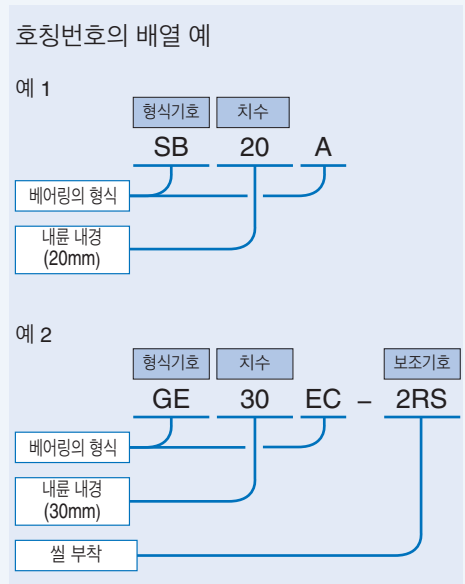 호칭번호의 배열 예
예 1
형식기호 치수
SB 20 A
베어링의 형식
내륜 내경
(20mm)
예 2
형식기호 치수 보조기호
GE 30 EC – 2RS
베어링의 형식
내륜 내경
(30mm)
씰 부착